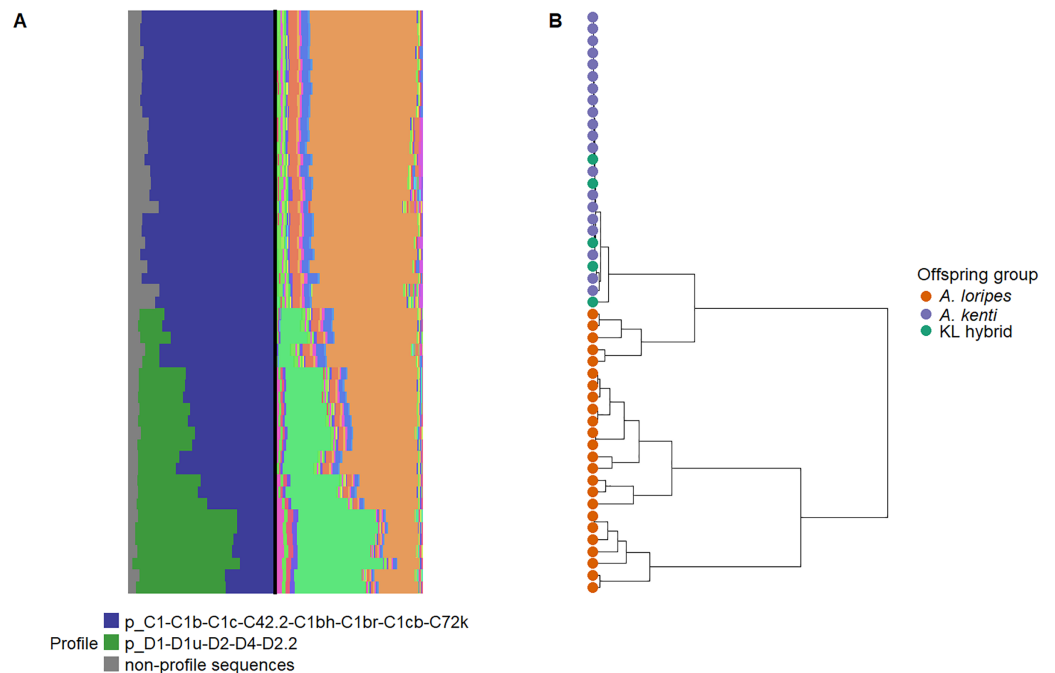 A
B
Offspring group
A. loripes
A. kenti
KL hybrid
Profile
p_C1-C1b-C1c-C42.2-C1bh-C1br-C1cb-C72k
p_D1-D1u-D2-D4-D2.2
non-profile sequences